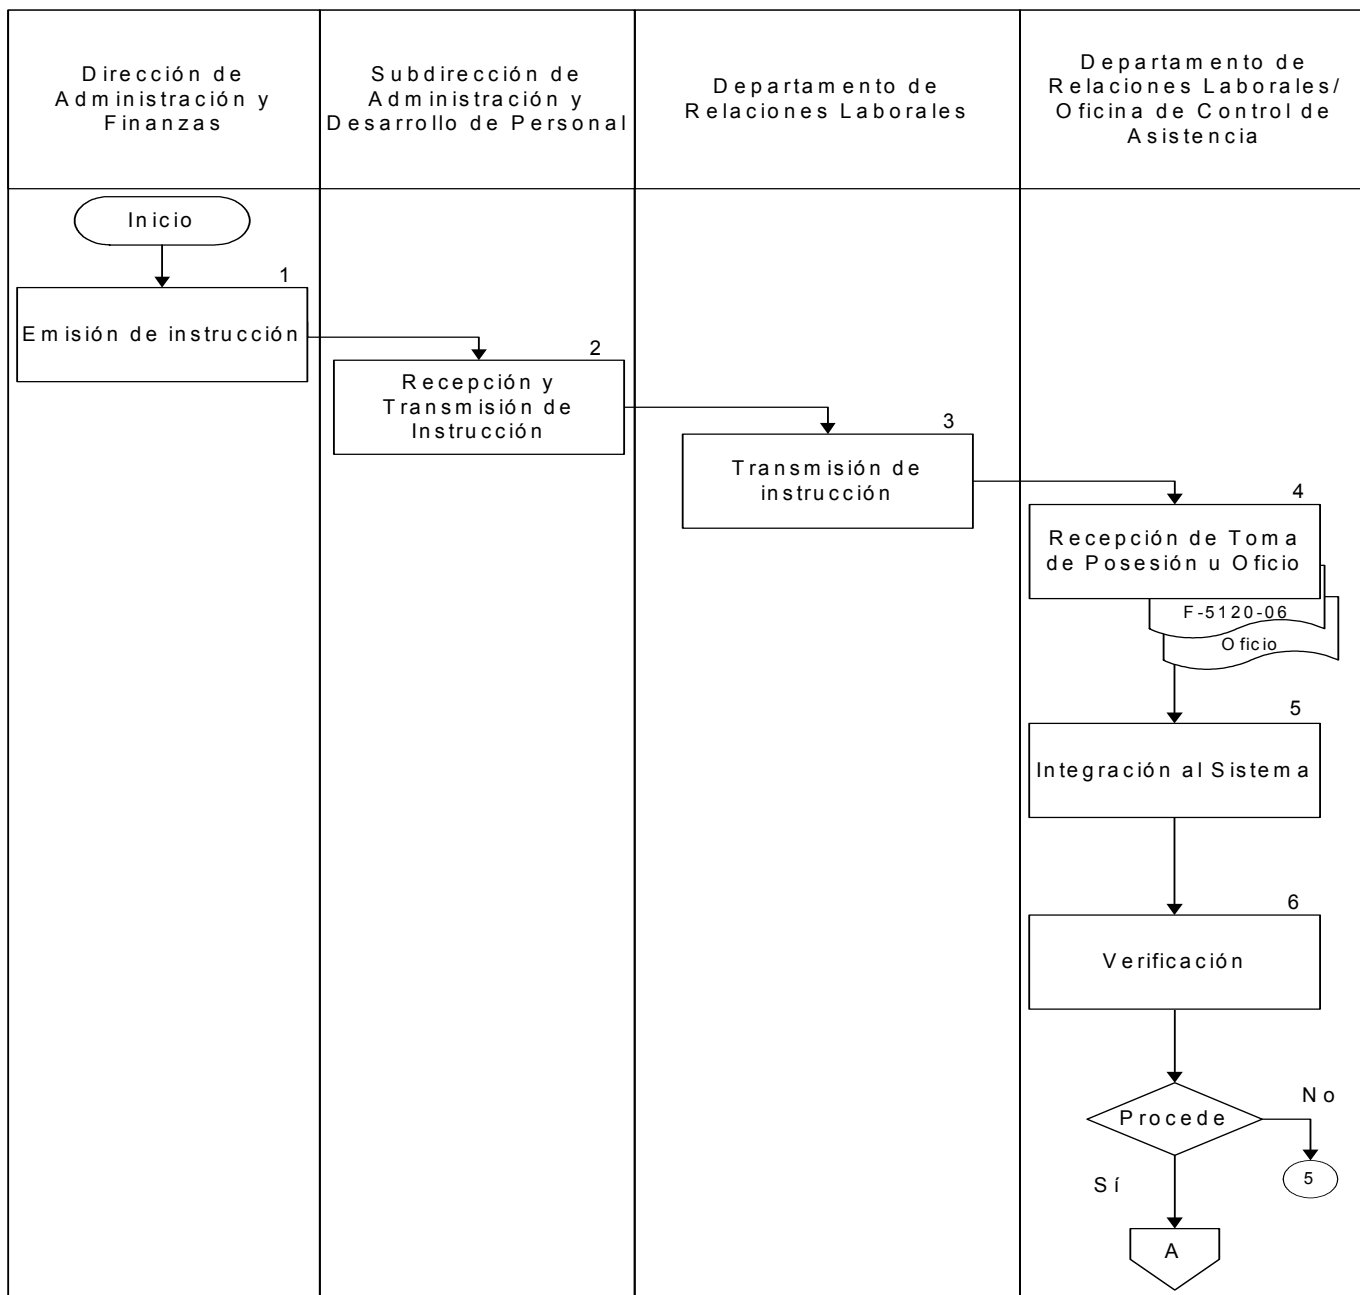 Dirección de
Administración y
Finanzas
Subdirección de
Administración y
Desarrollo de Personal
Departamento de
Relaciones Laborales
Departamento de
Relaciones Laborales/
Oficina de Control de
Asistencia
Inicio
1
Emisión de instrucción
2
Recepción y
Transmisión de
Instrucción
3
Transmisión de
instrucción
4
Recepción de Toma
de Posesión u Oficio
F-5120-06
Oficio
5
Integración al Sistema
6
Verificación
Procede
No
5
Sí
A